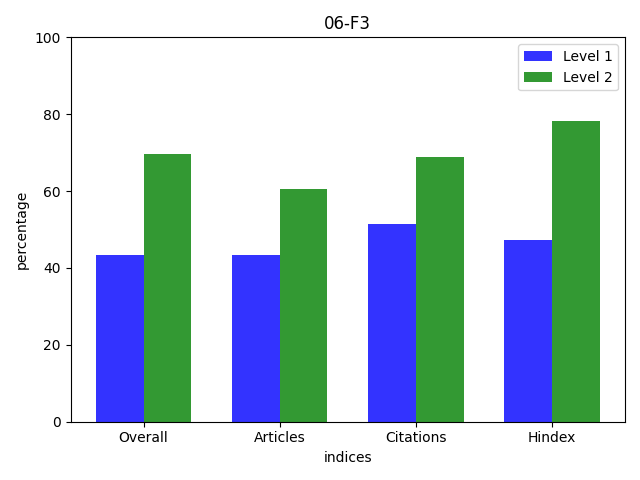 06-F3
Level 1
Level 2
percentage
100
80
60
40
20
0
Overall
Articles
Citations
Hindex
indices